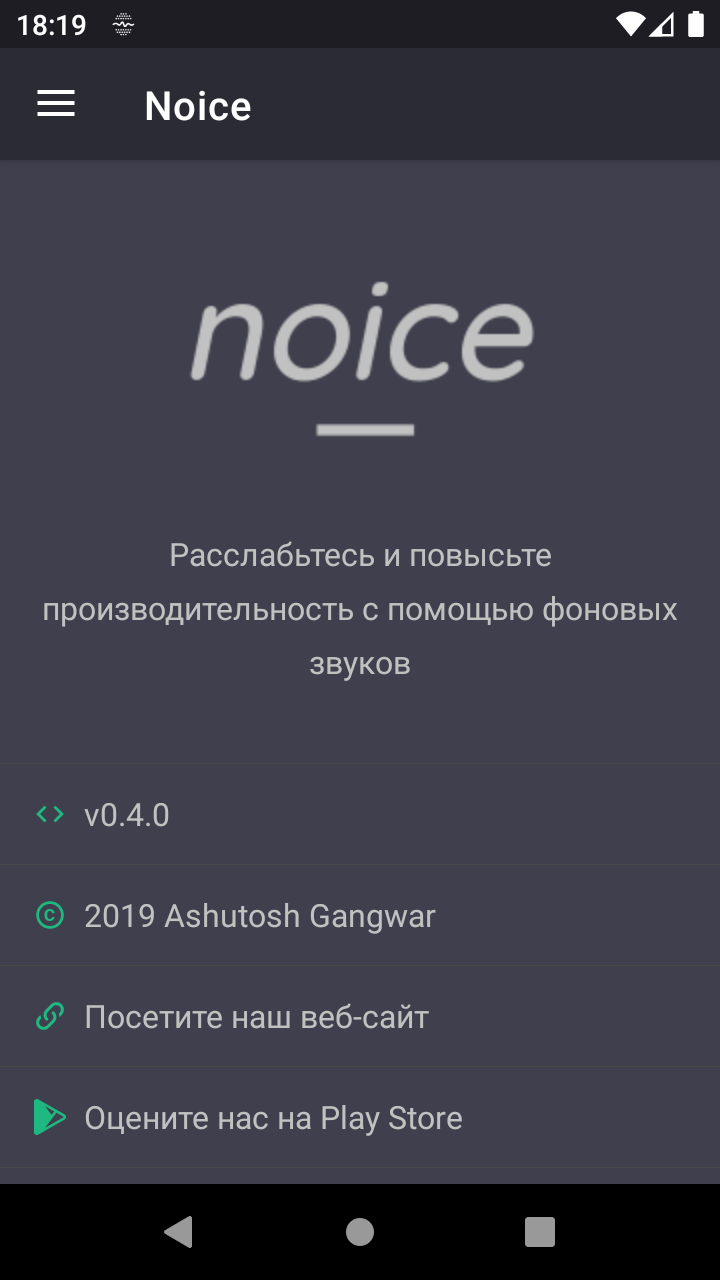 18:19
Noice
noice
Расслабьтесь и повысьте
производительность с помощью фоновых
звуков
v0.4.0
2019 Ashutosh Gangwar
Посетите наш веб-сайт
Оцените нас на Play Store